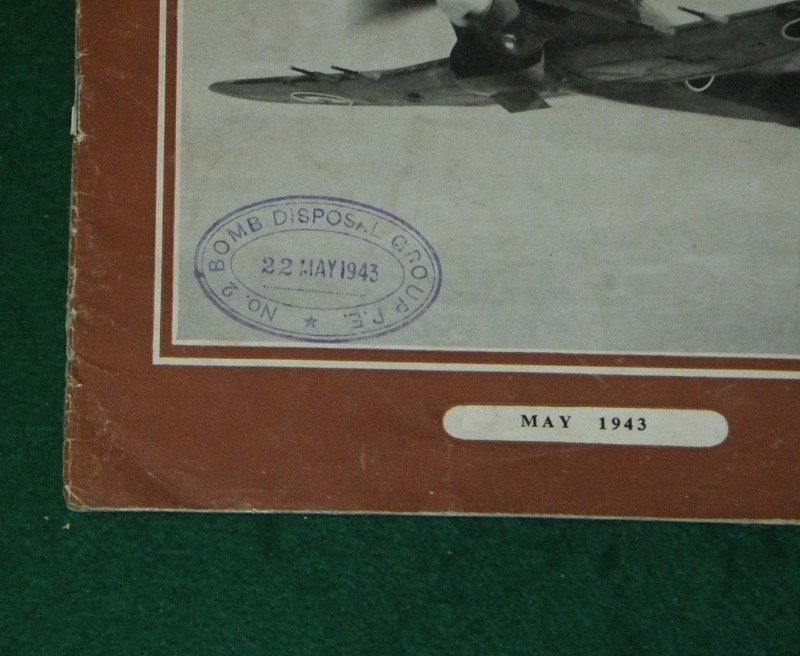 NO. 2 BOMB DISPOSAL GROUP R.E.
22 MAY 1943
MAY 1943